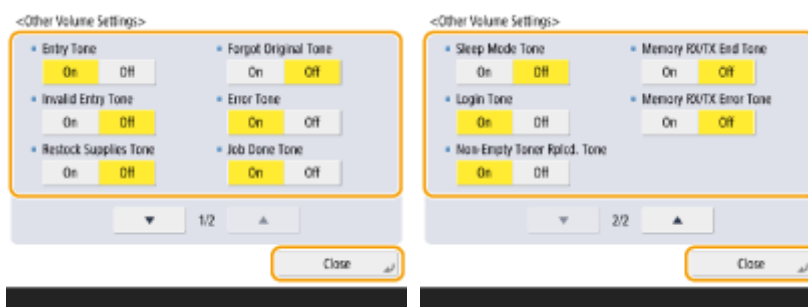 <Other Volume Settings>
Entry Tone
On Off
Forgot Original Tone
On Off
Invalid Entry Tone
On Off
Error Tone
On Off
Restock Supplies Tone
On Off
Job Done Tone
On Off
1/2
Close
<Other Volume Settings>
Sleep Mode Tone
On Off
Memory RX/TX End Tone
On Off
Login Tone
On Off
Memory RX/TX Error Tone
On Off
Non-Empty Toner Rplcd. Tone
On Off
2/2
Close